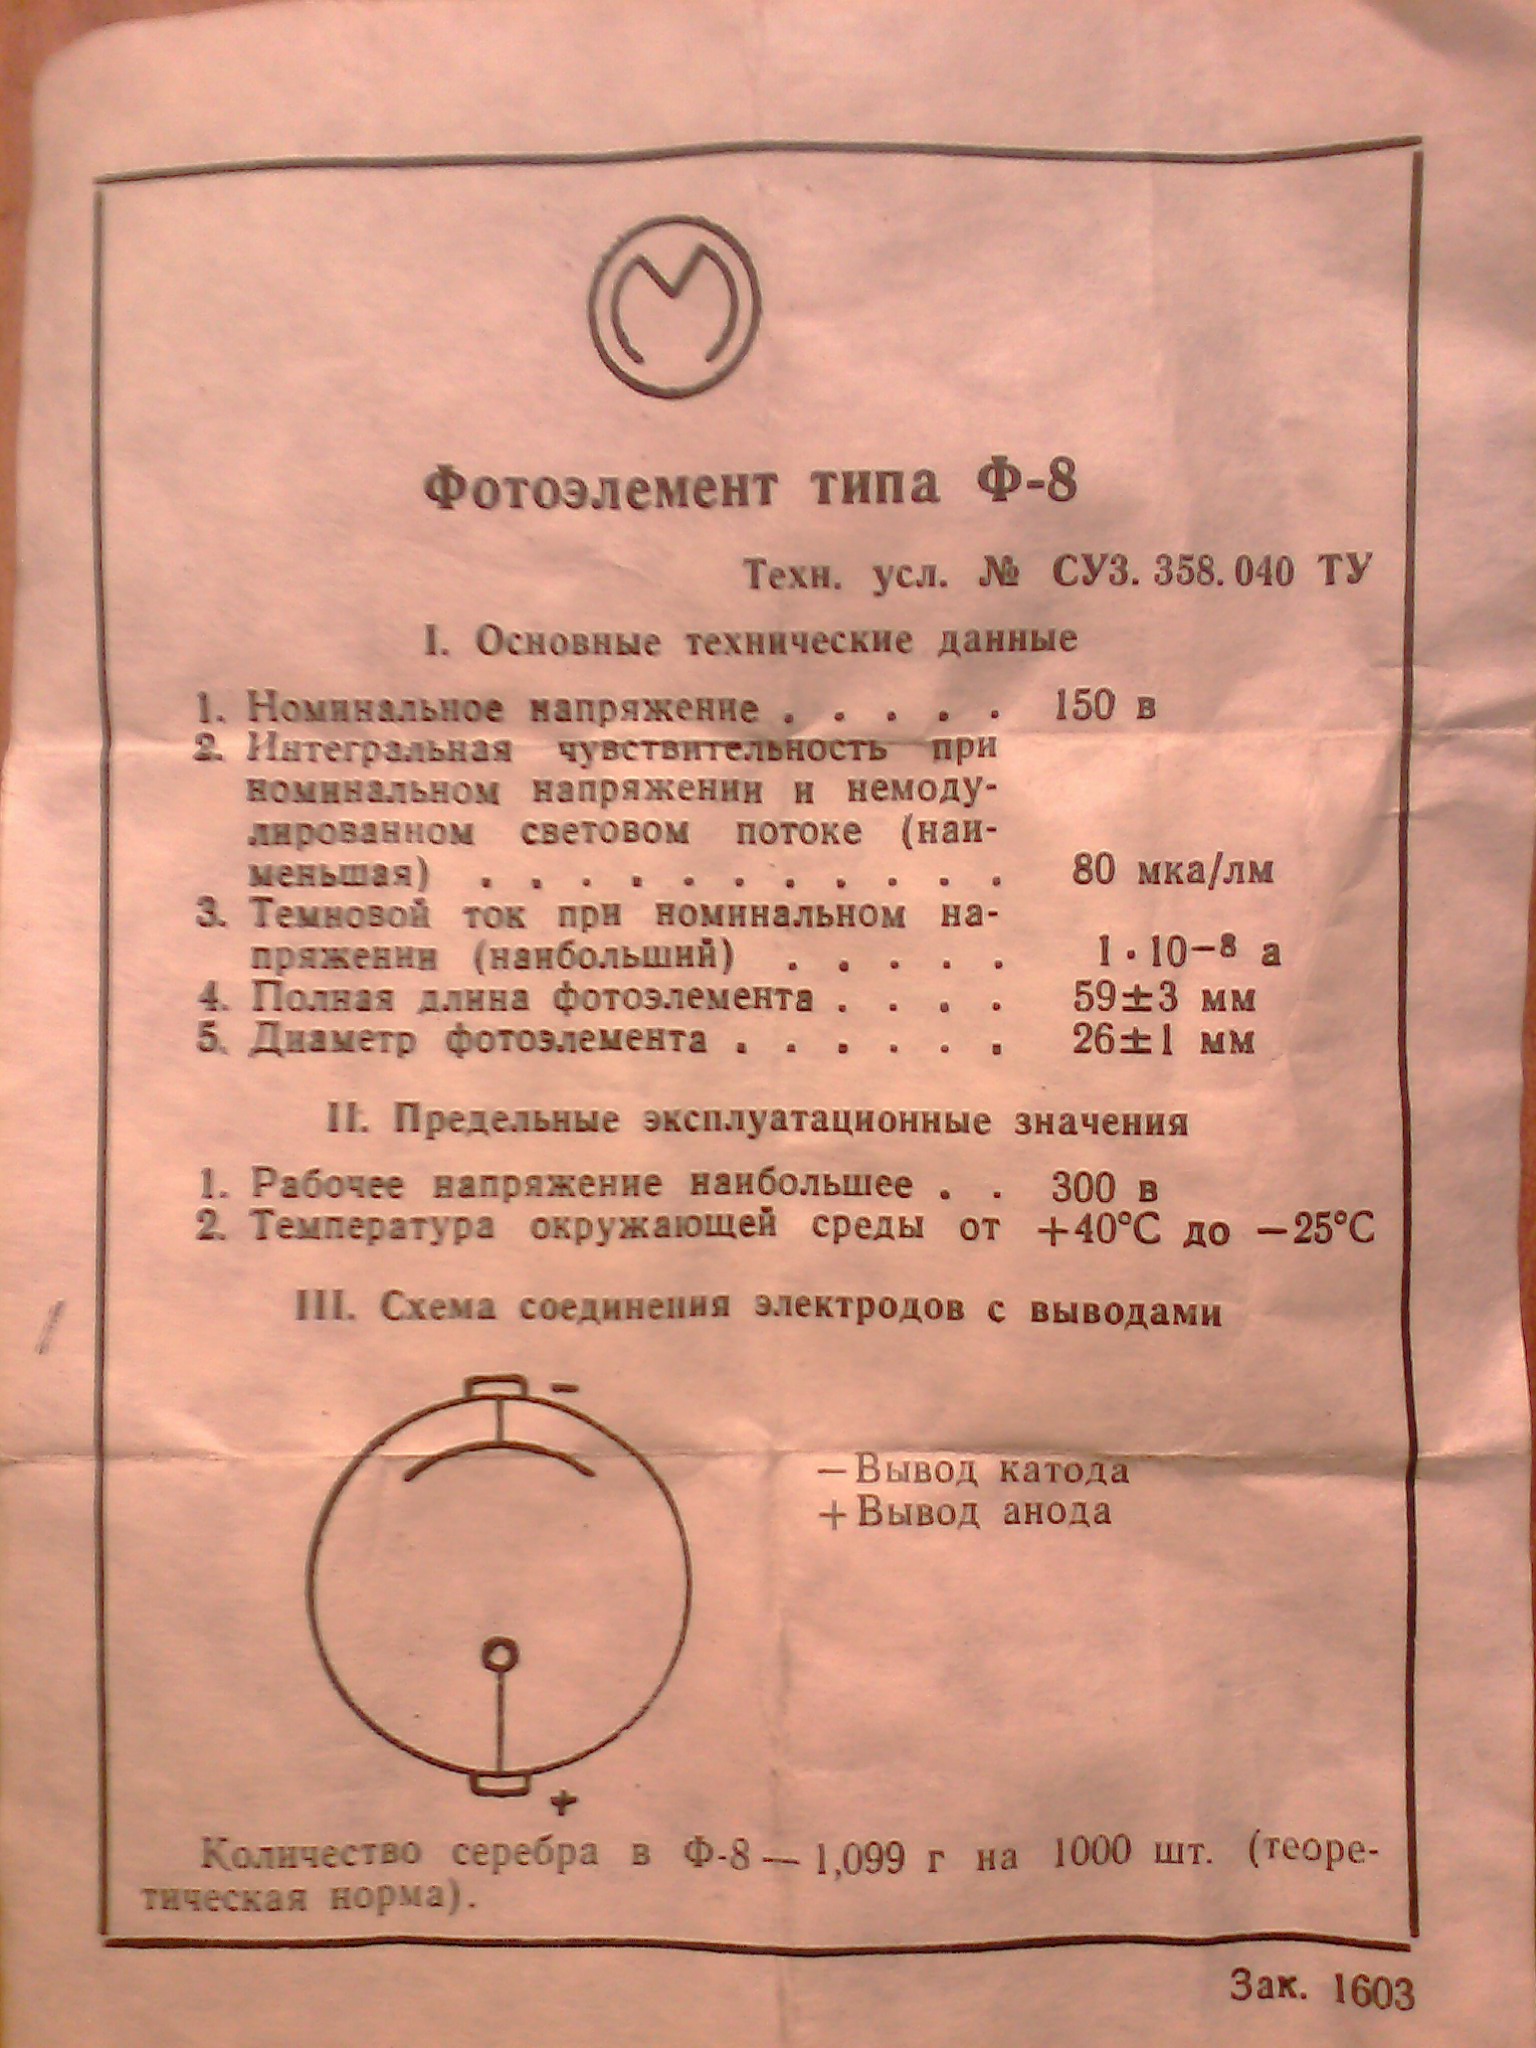 Фотоэлемент типа Ф-8
Техн. усл. № СУ3. 358. 040 ТУ
I. Основные технические данные
1. Номинальное напряжение . . . . . 150 в
2. Интегральная чувствительность при
номинальном напряжении и немоду-
лированном световом потоке (наи-
меньшая) . . . . . . . . . . . 80 мка/лм
3. Темновой ток при номинальном на-
пряжении (наибольший) . . . . . 1·10−⁸ а
4. Полная длина фотоэлемента . . . . 59±3 мм
5. Диаметр фотоэлемента . . . . . . 26±1 мм
II. Предельные эксплуатационные значения
1. Рабочее напряжение наибольшее . . 300 в
2. Температура окружающей среды от +40°С до −25°С
III. Схема соединения электродов с выводами
−
− Вывод катода
+ Вывод анода
+
Количество серебра в Ф-8 — 1,099 г на 1000 шт. (теоре-
тическая норма).
Зак. 1603